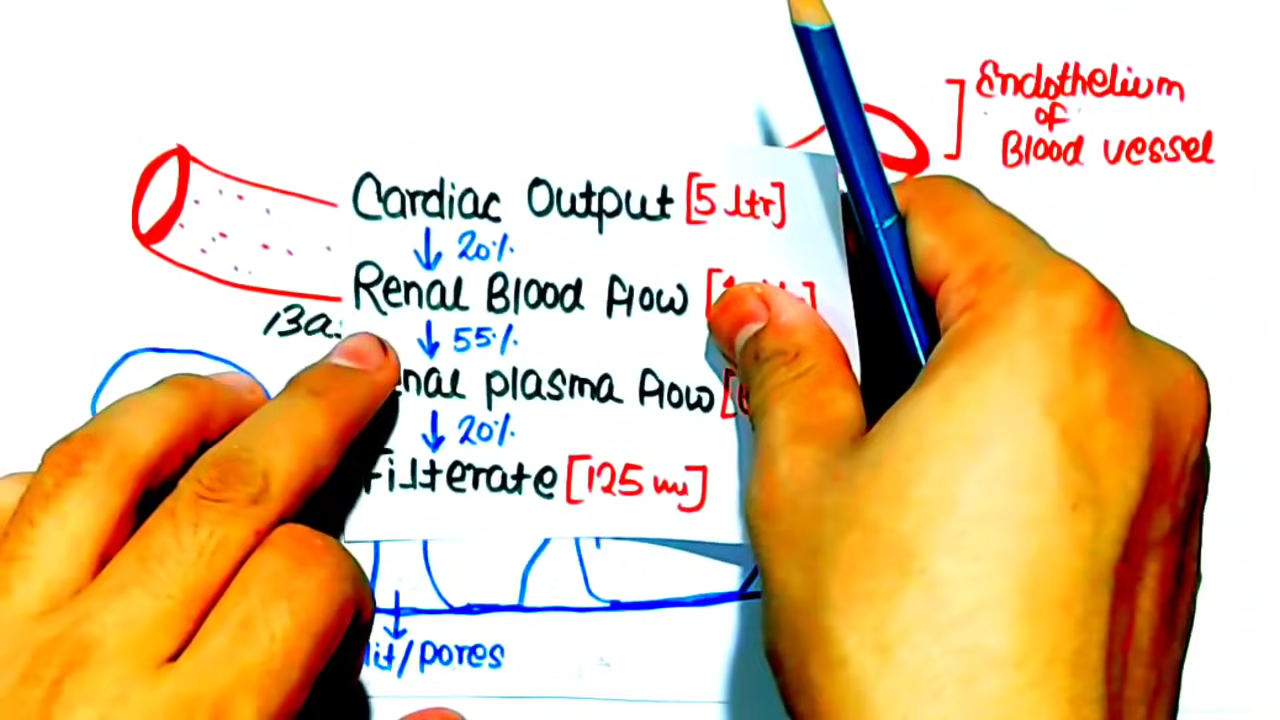 Endothelium
of
Blood vessel
Cardiac Output [5 Ltr]
20%
Renal Blood flow
55%
plasma flow
20%
Filterate [125 ml]
pores